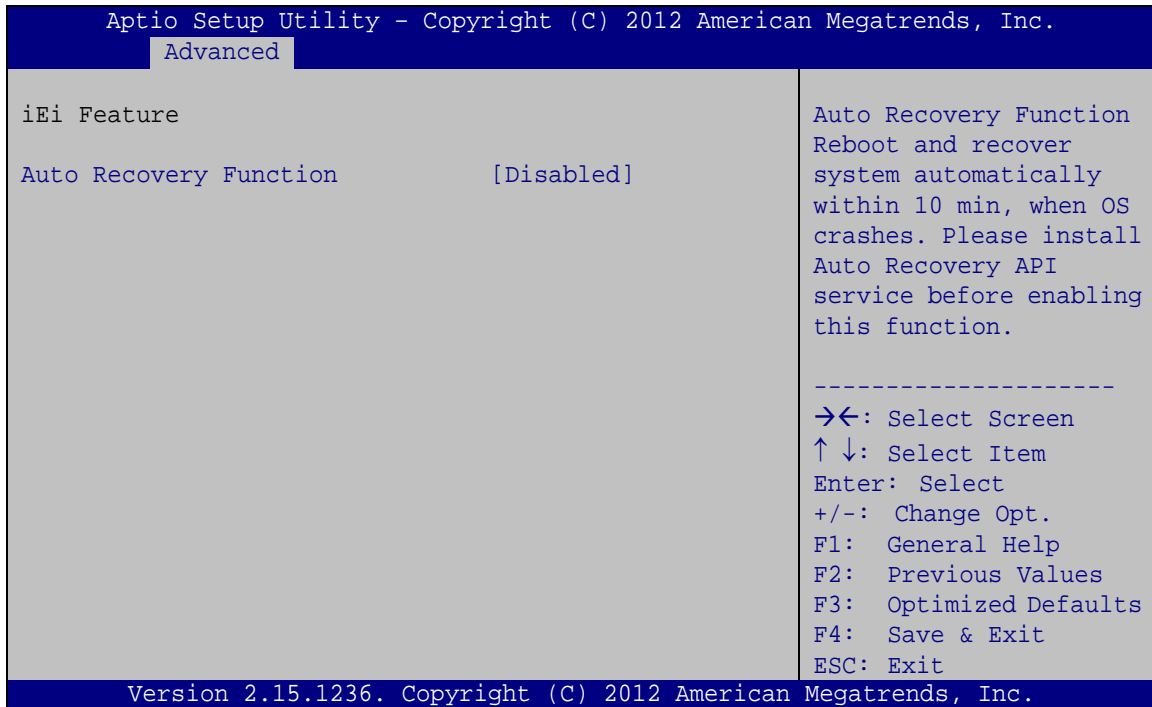 Aptio Setup Utility – Copyright (C) 2012 American Megatrends, Inc.
Advanced
iEi Feature
Auto Recovery Function [Disabled]
Auto Recovery Function
Reboot and recover
system automatically
within 10 min, when OS
crashes. Please install
Auto Recovery API
service before enabling
this function.
---------------------
→←: Select Screen
↑ ↓: Select Item
Enter: Select
+/-: Change Opt.
F1: General Help
F2: Previous Values
F3: Optimized Defaults
F4: Save & Exit
ESC: Exit
Version 2.15.1236. Copyright (C) 2012 American Megatrends, Inc.